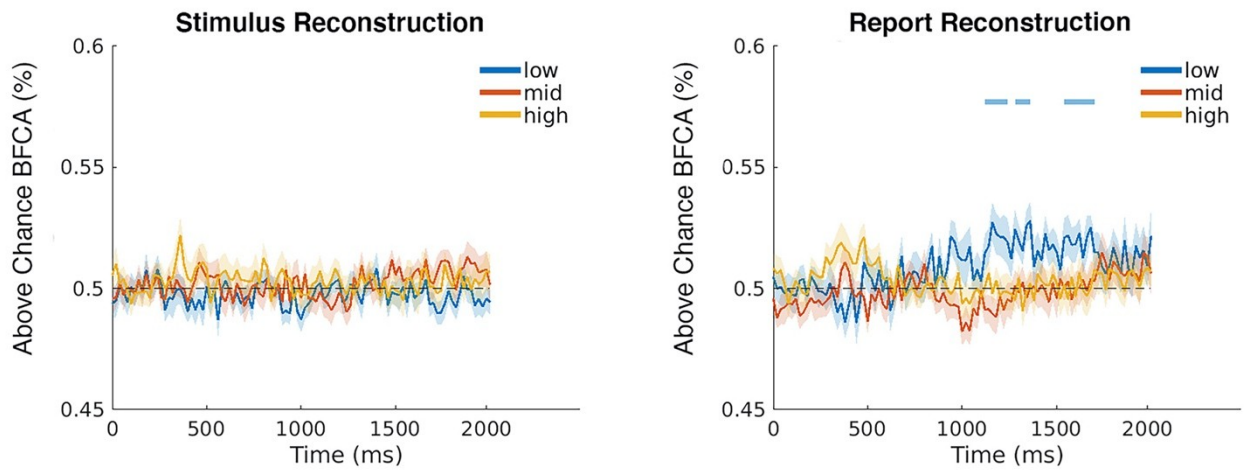 Stimulus Reconstruction
0.6
0.55
0.5
0.45
Above Chance BFCA (%)
low
mid
high
0
500
1000
1500
2000
Time (ms)
Report Reconstruction
0.6
0.55
0.5
0.45
Above Chance BFCA (%)
low
mid
high
0
500
1000
1500
2000
Time (ms)